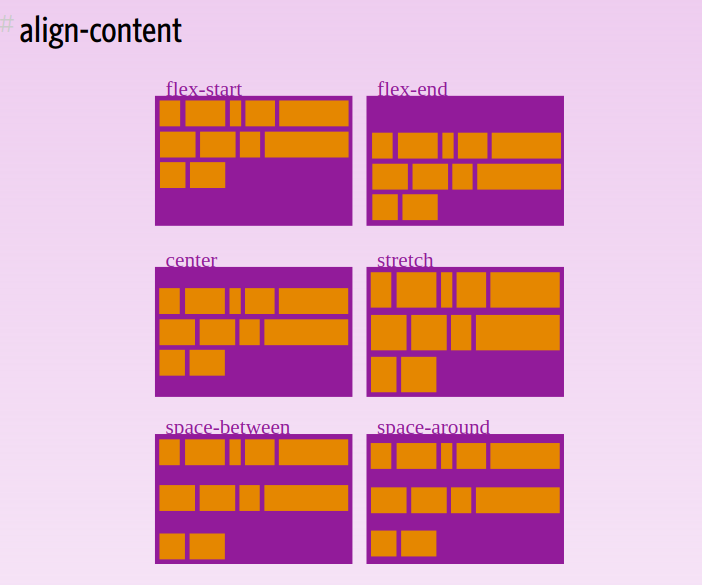 # align-content
flex-start
flex-end
center
stretch
space-between
space-around